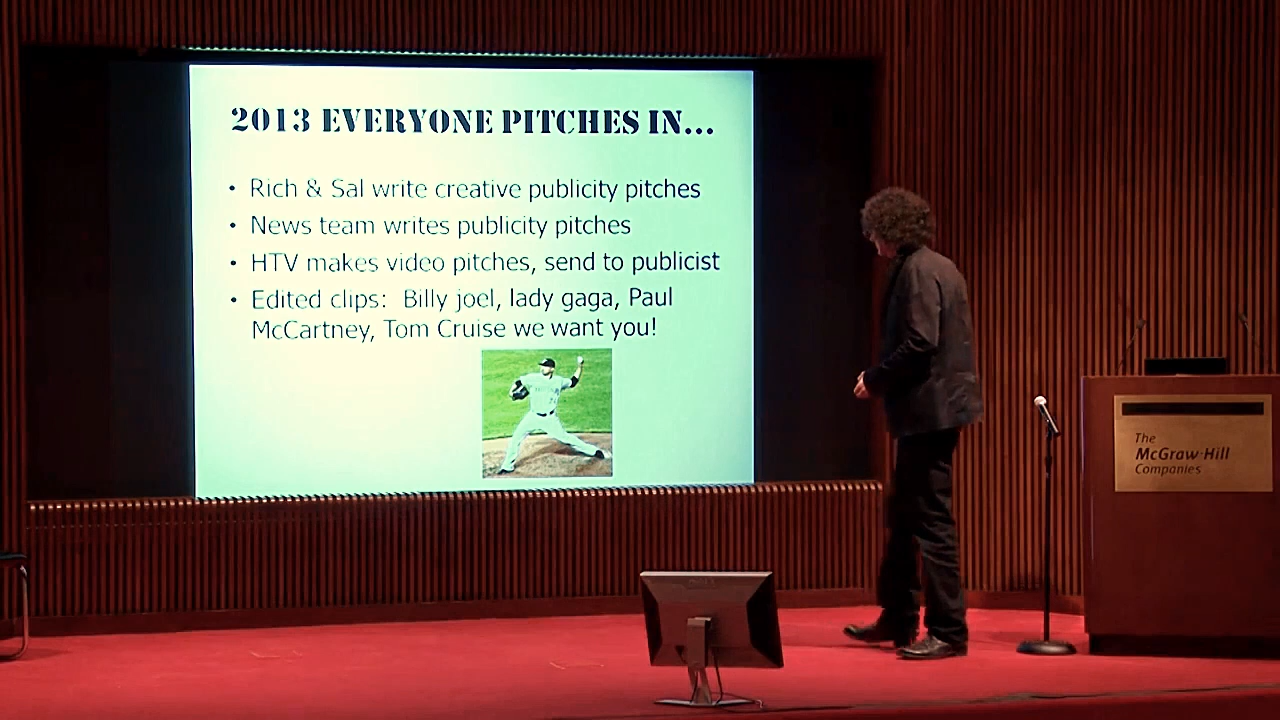 2013 EVERYONE PITCHES IN...
• Rich & Sal write creative publicity pitches
• News team writes publicity pitches
• HTV makes video pitches, send to publicist
• Edited clips: Billy joel, lady gaga, Paul
McCartney, Tom Cruise we want you!
The
McGraw-Hill
Companies